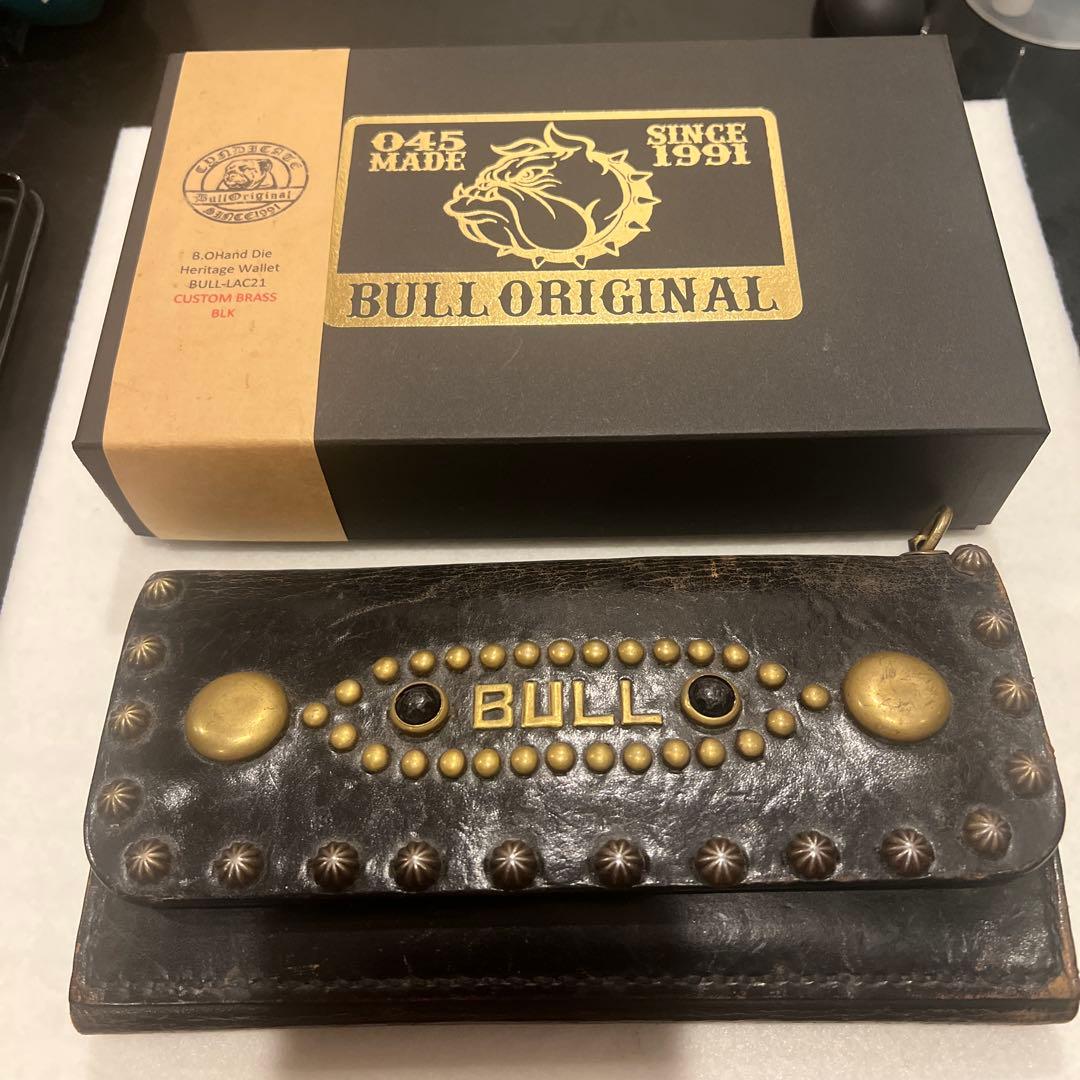 CYNDICATE
BullOriginal
SINCE1991
B.OHand Die
Heritage Wallet
BULL-LAC21
CUSTOM BRASS
BLK
045
MADE
SINCE
1991
BULL ORIGINAL
BULL